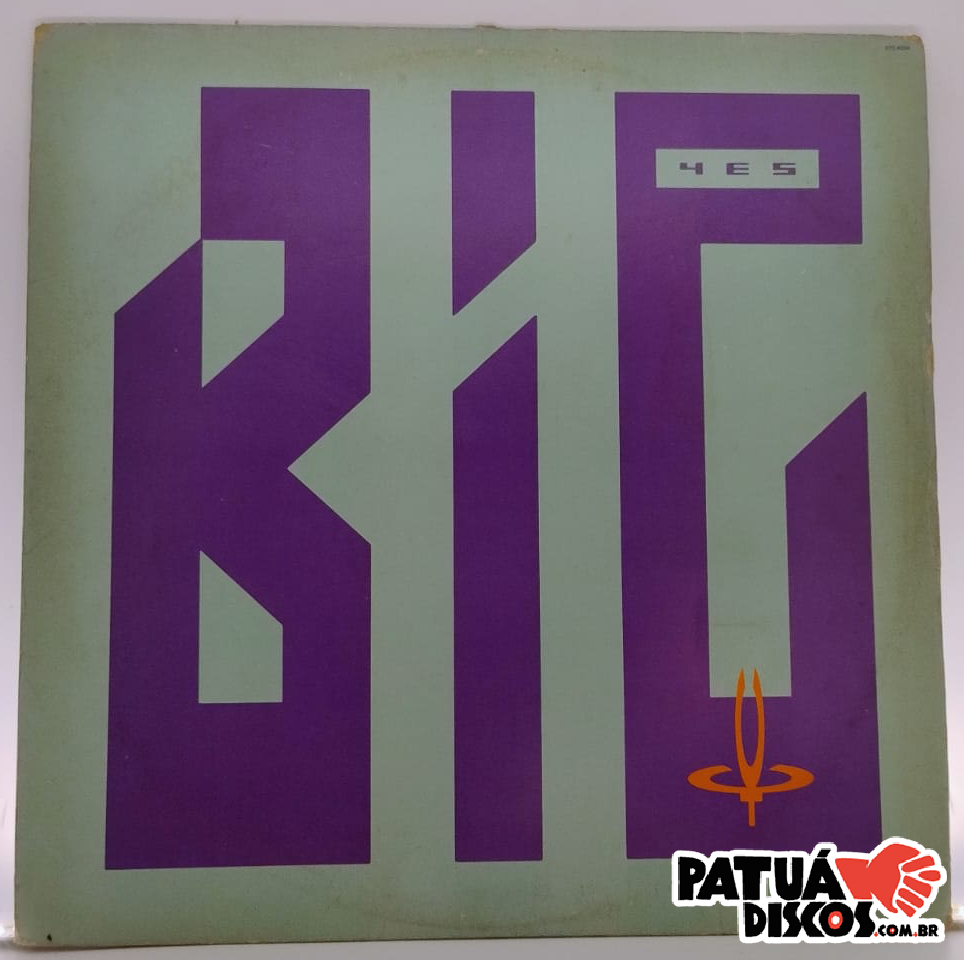 YES
BIG
PATUÁ
DISCOS.COM.BR